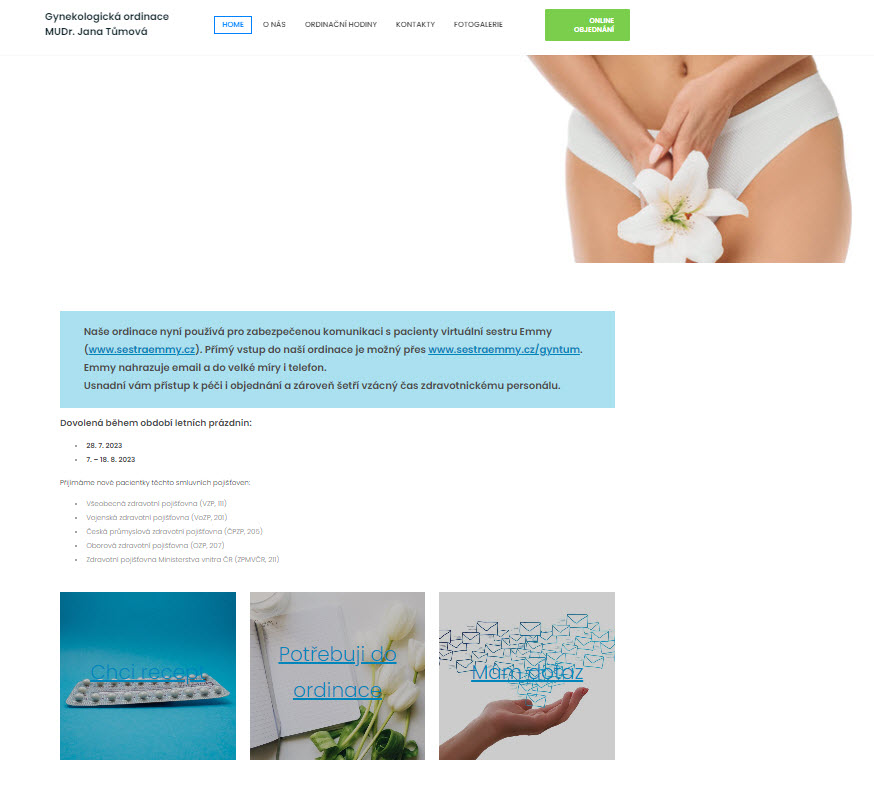 Gynekologická ordinace
MUDr. Jana Tůmová
HOME
O NÁS
ORDINAČNÍ HODINY
KONTAKTY
FOTOGALERIE
ONLINE
OBJEDNÁNÍ
Naše ordinace nyní používá pro zabezpečenou komunikaci s pacienty virtuální sestru Emmy
(www.sestraemmy.cz). Přímý vstup do naší ordinace je možný přes www.sestraemmy.cz/gyntum.
Emmy nahrazuje email a do velké míry i telefon.
Usnadní vám přístup k péči i objednání a zároveň šetří vzácný čas zdravotnickému personálu.
Dovolená během období letních prázdnin:
28. 7. 2023
7. – 18. 8. 2023
Přijímáme nové pacientky těchto smluvních pojišťoven:
Všeobecná zdravotní pojišťovna (VZP, 111)
Vojenská zdravotní pojišťovna (VoZP, 201)
Česká průmyslová zdravotní pojišťovna (ČPZP, 205)
Oborová zdravotní pojišťovna (OZP, 207)
Zdravotní pojišťovna Ministerstva vnitra ČR (ZPMVČR, 211)
Chci recept
Potřebuji do
ordinace
Mám dotaz